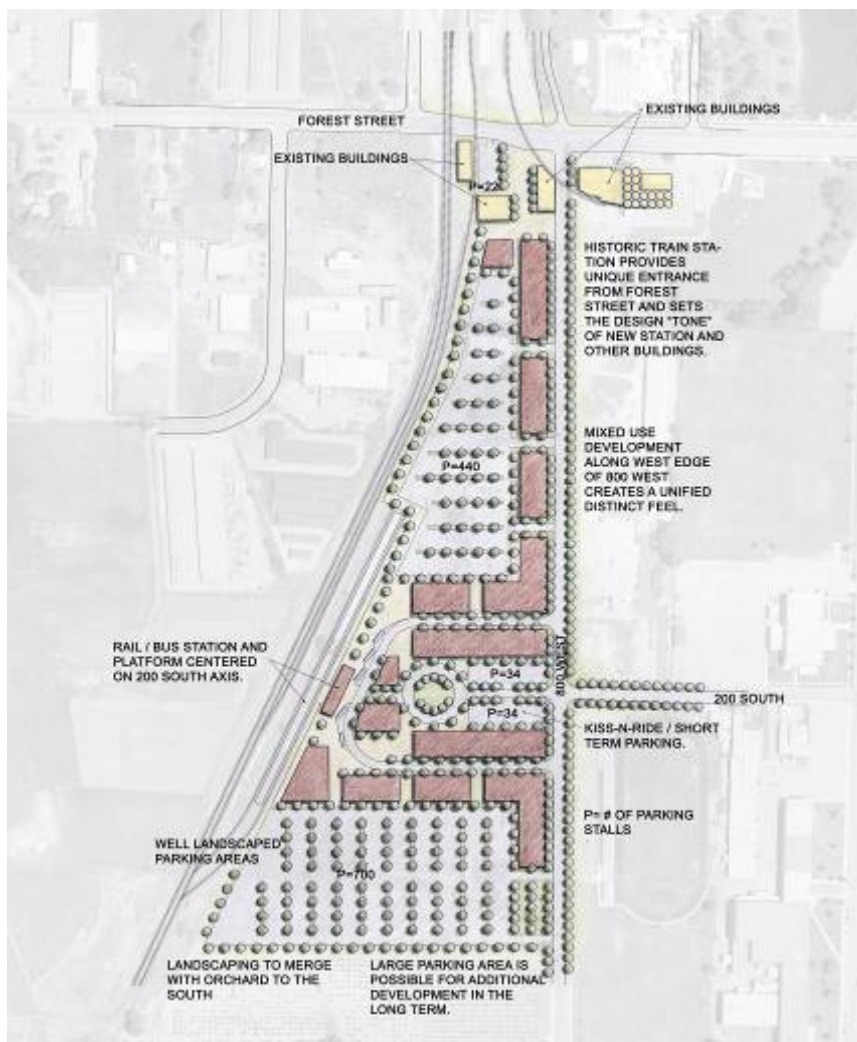 EXISTING BUILDINGS
FOREST STREET
EXISTING BUILDINGS
P=22
HISTORIC TRAIN STA-
TION PROVIDES
UNIQUE ENTRANCE
FROM FOREST
STREET AND SETS
THE DESIGN "TONE"
OF NEW STATION AND
OTHER BUILDINGS.
MIXED USE
DEVELOPMENT
ALONG WEST EDGE
OF 800 WEST
CREATES A UNIFIED
DISTINCT FEEL.
P=440
RAIL / BUS STATION AND
PLATFORM CENTERED
ON 200 SOUTH AXIS.
800 WEST
P=34
P=34
200 SOUTH
KISS-N-RIDE / SHORT
TERM PARKING.
P= # OF PARKING
STALLS
WELL LANDSCAPED
PARKING AREAS
P=700
LANDSCAPING TO MERGE
WITH ORCHARD TO THE
SOUTH
LARGE PARKING AREA IS
POSSIBLE FOR ADDITIONAL
DEVELOPMENT IN THE
LONG TERM.